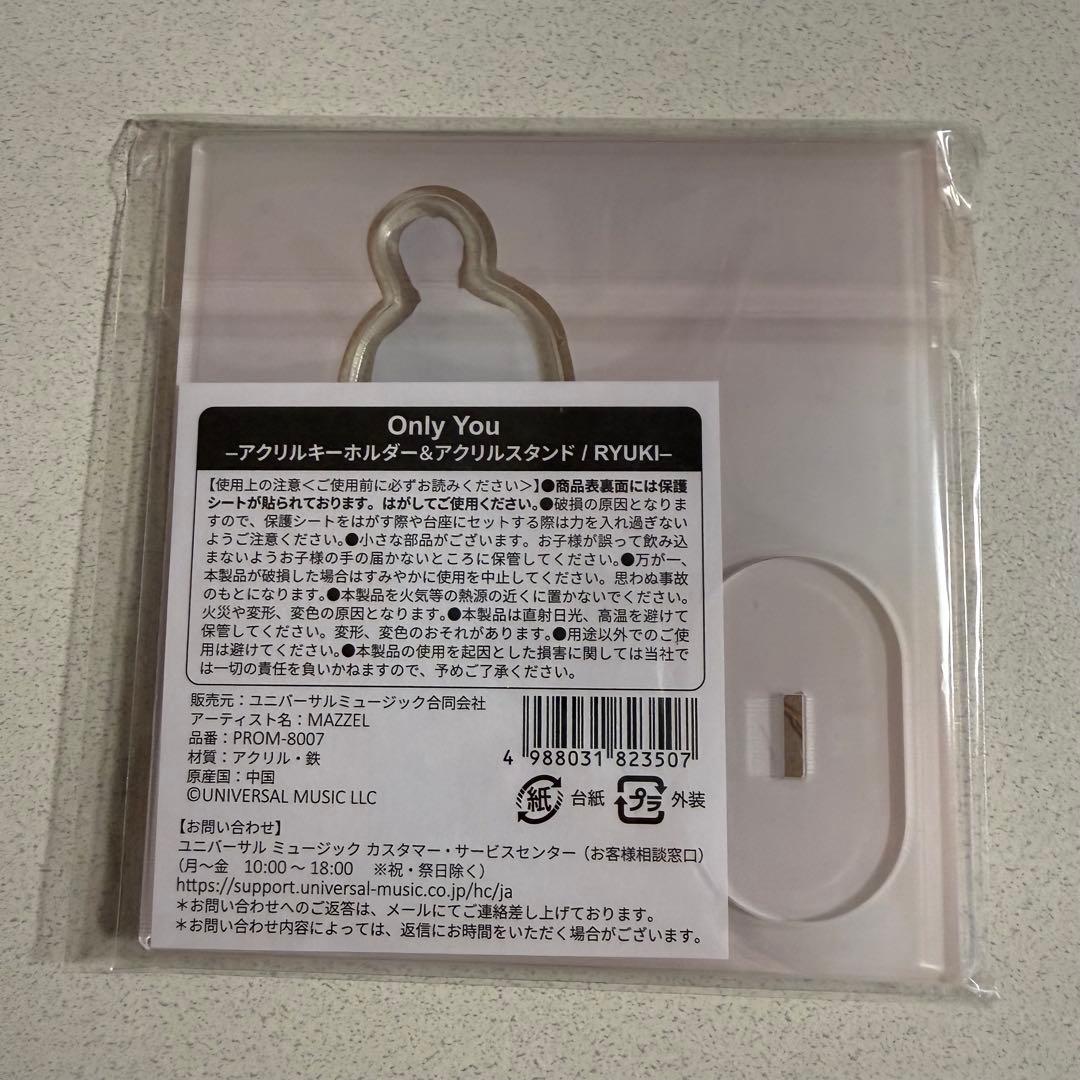 Only You
–アクリルキーホルダー&アクリルスタンド / RYUKI–
【使用上の注意＜ご使用前に必ずお読みください＞】●商品表裏面には保護
シートが貼られております。はがしてご使用ください。●破損の原因となりま
すので、保護シートをはがす際や台座にセットする際は力を入れ過ぎない
ようご注意ください。●小さな部品がございます。お子様が誤って飲み込
まないようお子様の手の届かないところに保管してください。●万が一、
本製品が破損した場合はすみやかに使用を中止してください。思わぬ事故
のもとになります。●本製品を火気等の熱源の近くに置かないでください。
火災や変形、変色の原因となります。●本製品は直射日光、高温を避けて
保管してください。変形、変色のおそれがあります。●用途以外でのご使
用は避けてください。●本製品の使用を起因とした損害に関しては当社で
は一切の責任を負いかねますので、予めご了承ください。
販売元：ユニバーサルミュージック合同会社
アーティスト名：MAZZEL
品番：PROM-8007
材質：アクリル・鉄
原産国：中国
©UNIVERSAL MUSIC LLC
4 988031 823507
紙 台紙 プラ 外装
【お問い合わせ】
ユニバーサル ミュージック カスタマー・サービスセンター（お客様相談窓口）
（月～金 10:00～18:00 ※祝・祭日除く）
https://support.universal-music.co.jp/hc/ja
＊お問い合わせへのご返答は、メールにてご連絡差し上げております。
＊お問い合わせ内容によっては、返信にお時間をいただく場合がございます。